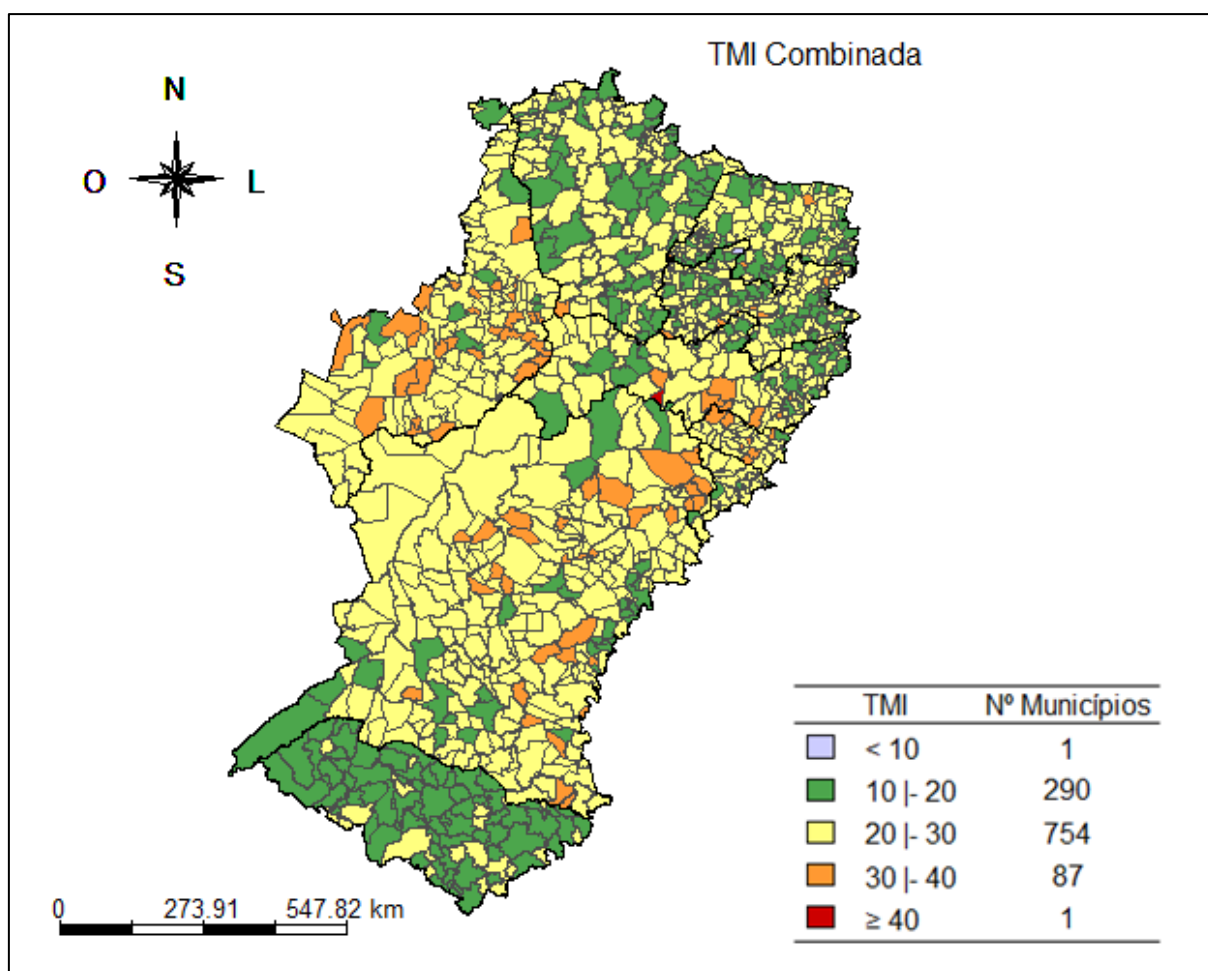 TMI Combinada
N
O L
S
TMI Nº Municípios
< 10 1
10 |- 20 290
20 |- 30 754
30 |- 40 87
≥ 40 1
0 273.91 547.82 km